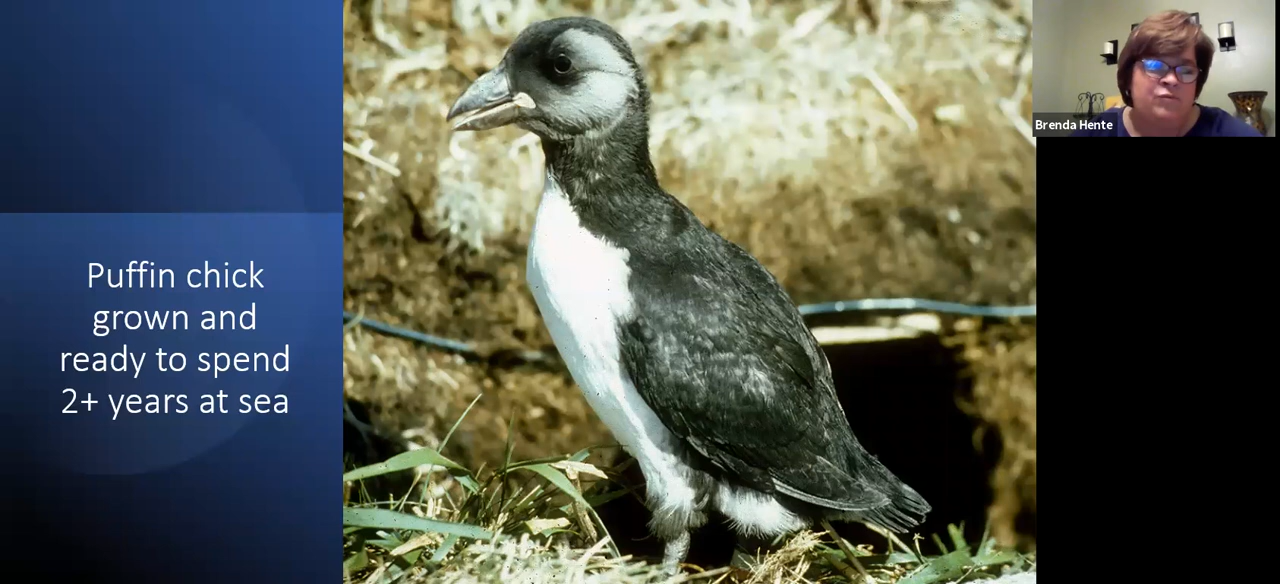 Puffin chick
grown and
ready to spend
2+ years at sea
Brenda Hente